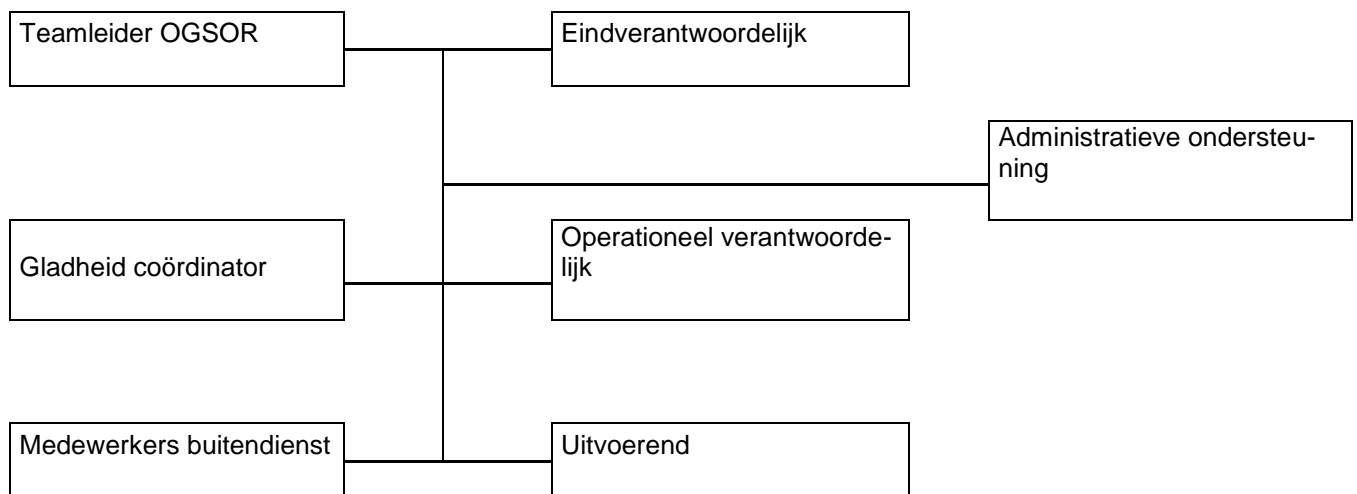 Teamleider OGSOR
Eindverantwoordelijk
Administratieve ondersteu-
ning
Gladheid coördinator
Operationeel verantwoorde-
lijk
Medewerkers buitendienst
Uitvoerend